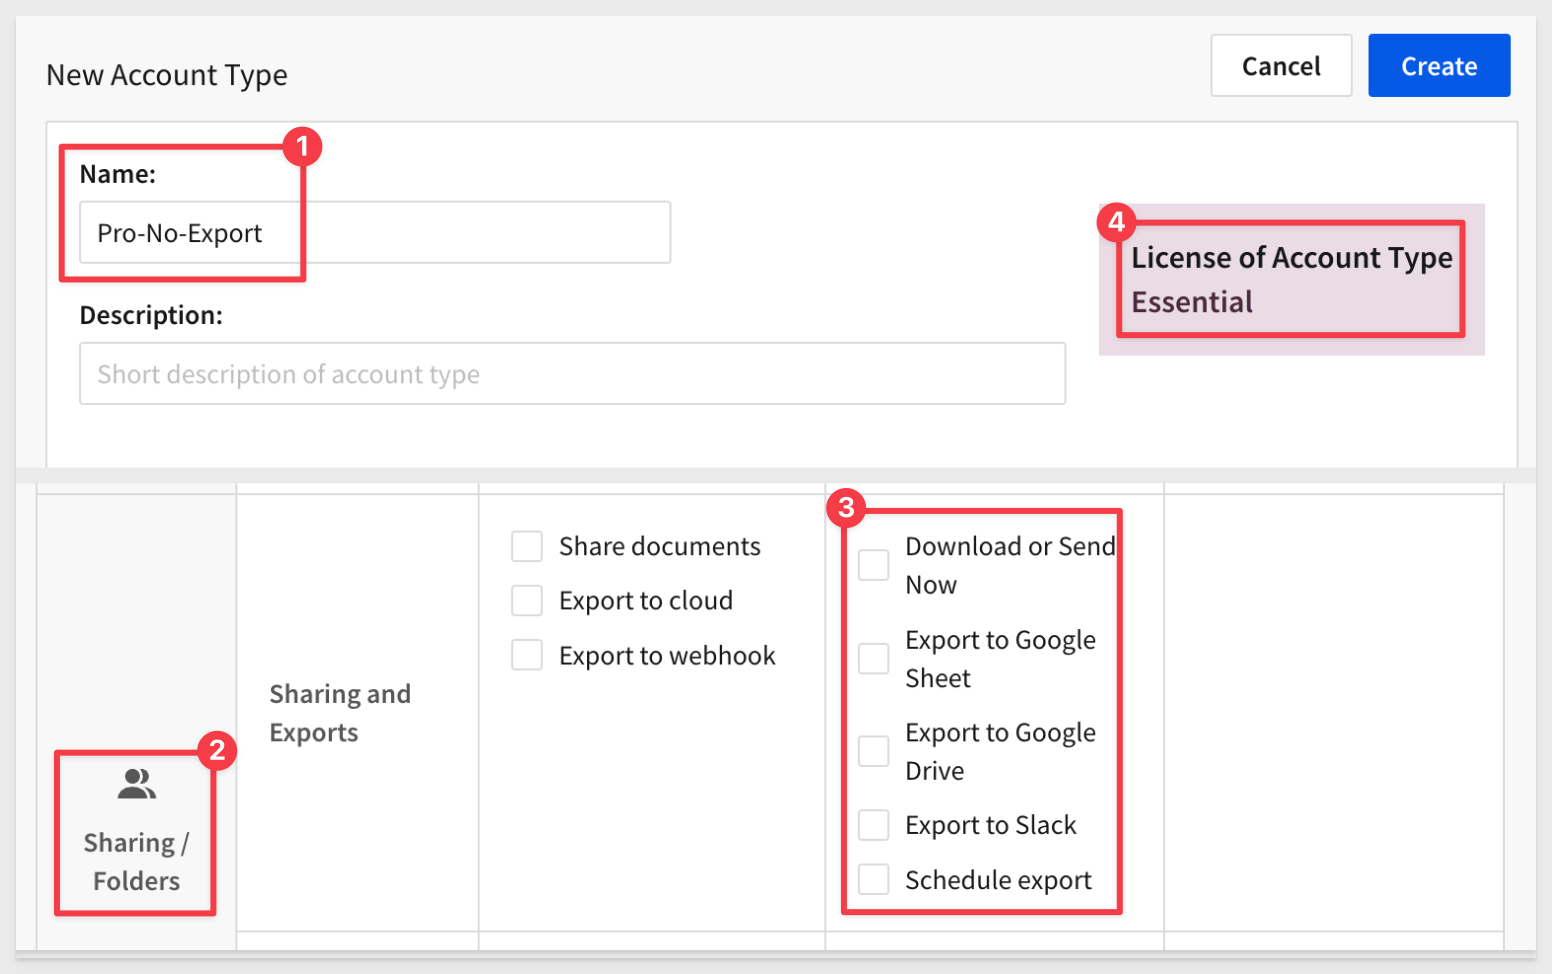 New Account Type
Cancel
Create
1
Name:
Pro-No-Export
4
License of Account Type
Essential
Description:
Short description of account type
3
Share documents
Export to cloud
Export to webhook
Download or Send
Now
Export to Google
Sheet
Export to Google
Drive
Export to Slack
Schedule export
Sharing and
Exports
2
Sharing /
Folders